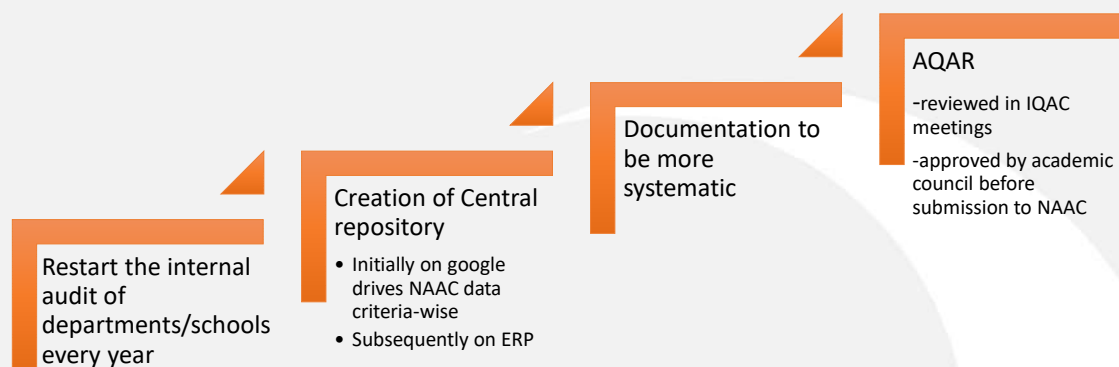 Restart the internal
audit of
departments/schools
every year
Creation of Central
repository
• Initially on google
drives NAAC data
criteria-wise
• Subsequently on ERP
Documentation to
be more
systematic
AQAR
-reviewed in IQAC
meetings
-approved by academic
council before
submission to NAAC